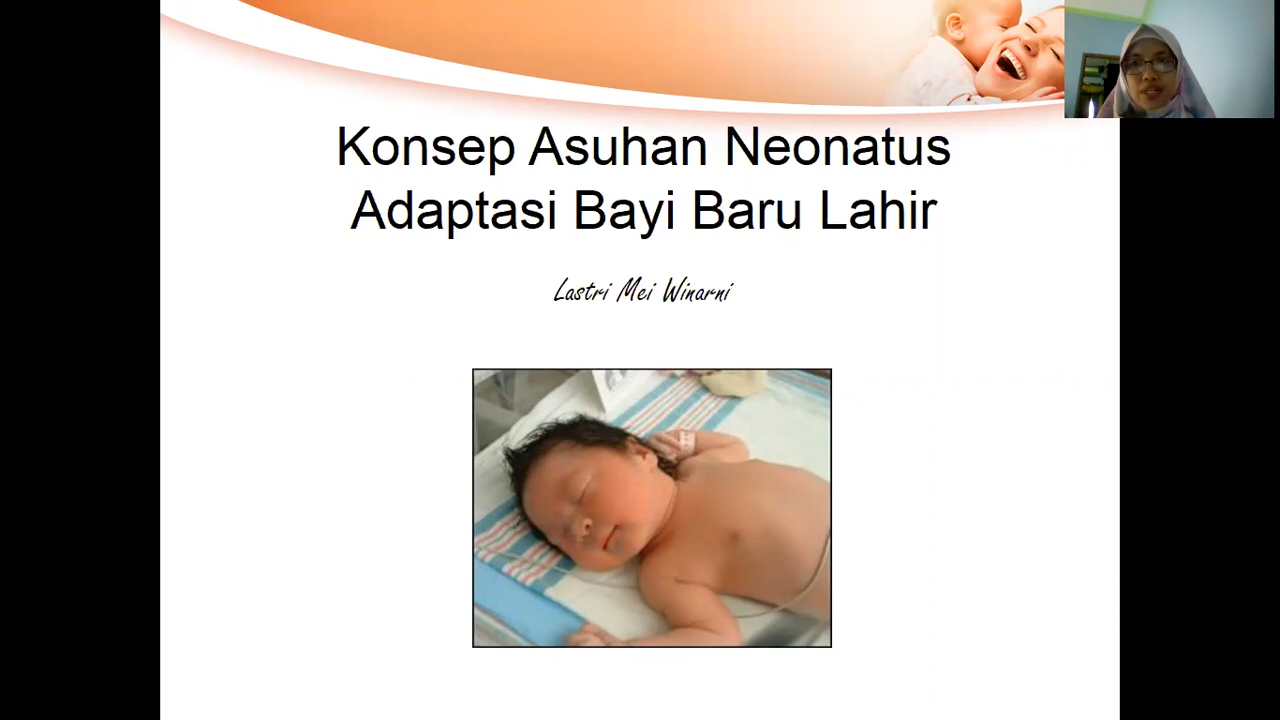 Konsep Asuhan Neonatus
Adaptasi Bayi Baru Lahir
Lastri Mei Winarni